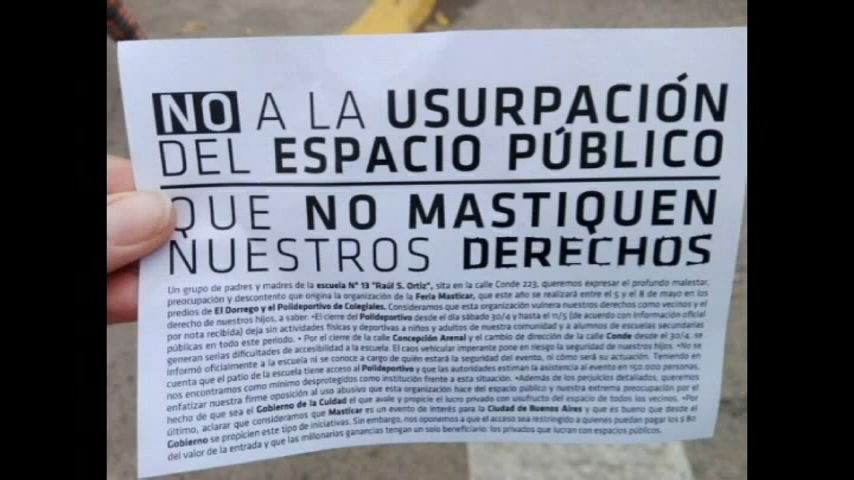 NO A LA USURPACIÓN
DEL ESPACIO PÚBLICO
QUE NO MASTIQUEN
NUESTROS DERECHOS
Un grupo de padres y madres de la escuela Nº 13 "Raúl S. Ortiz", sita en la calle Conde 223, queremos expresar el profundo malestar,
preocupación y descontento que origina la organización de la Feria Masticar, que este año se realizará entre el 5 y el 8 de mayo en los
predios de El Dorrego y el Polideportivo de Colegiales. Consideramos que esta organización vulnera nuestros derechos como vecinos y el
derecho de nuestros hijos, a saber: •El cierre del Polideportivo desde el día sábado 30/4 y hasta el 11/5 (de acuerdo con información oficial
por nota recibida) deja sin actividades físicas y deportivas a niños y adultos de nuestra comunidad y a alumnos de escuelas secundarias
públicas en todo este periodo. • Por el cierre de la calle Concepción Arenal y el cambio de dirección de la calle Conde desde el 30/4, se
generan serias dificultades de accesibilidad a la escuela. El caos vehicular imperante pone en riesgo la seguridad de nuestros hijos. •No se
informó oficialmente a la escuela ni se conoce a cargo de quién estará la seguridad del evento, ni cómo será su actuación. Teniendo en
cuenta que el patio de la escuela tiene acceso al Polideportivo y que las autoridades estiman la asistencia al evento en 150.000 personas,
nos encontramos como mínimo desprotegidos como institución frente a esta situación. •Además de los perjuicios detallados, queremos
enfatizar nuestra firme oposición al uso abusivo que esta organización hace del espacio público y nuestra extrema preocupación por el
hecho de que sea el Gobierno de la Cuidad el que avale y propicie el lucro privado con usufructo del espacio de todos los vecinos. •Por
último, aclarar que consideramos que Masticar es un evento de interés para la Ciudad de Buenos Aires y que es bueno que desde el
Gobierno se propicien este tipo de iniciativas. Sin embargo, nos oponemos a que el acceso sea restringido a quienes puedan pagar los $ 80
del valor de la entrada y que las millonarias ganancias tengan un solo beneficiario: los privados que lucran con espacios públicos.